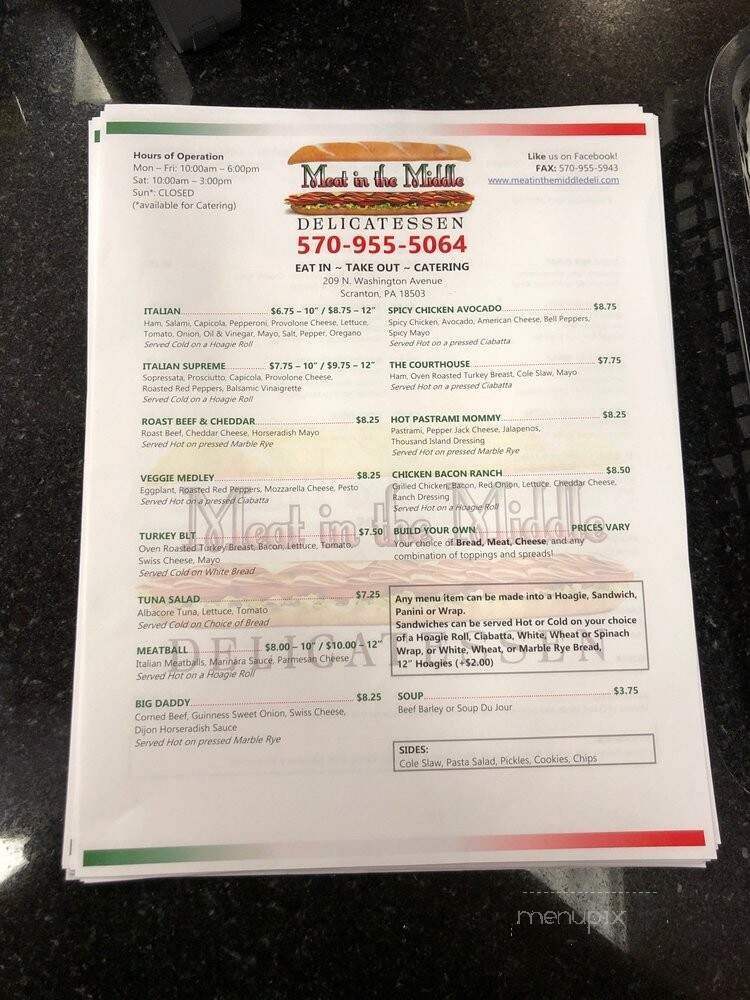 Hours of Operation
Mon – Fri: 10:00am – 6:00pm
Sat: 10:00am – 3:00pm
Sun*: CLOSED
(*available for Catering)
Meat in the Middle
DELICATESSEN
570-955-5064
EAT IN ~ TAKE OUT ~ CATERING
209 N. Washington Avenue
Scranton, PA 18503
Like us on Facebook!
FAX: 570-955-5943
www.meatinthemiddledeli.com
ITALIAN $6.75 – 10" / $8.75 – 12"
Ham, Salami, Capicola, Pepperoni, Provolone Cheese, Lettuce,
Tomato, Onion, Oil & Vinegar, Mayo, Salt, Pepper, Oregano
Served Cold on a Hoagie Roll
ITALIAN SUPREME $7.75 – 10" / $9.75 – 12"
Sopressata, Prosciutto, Capicola, Provolone Cheese,
Roasted Red Peppers, Balsamic Vinaigrette
Served Cold on a Hoagie Roll
ROAST BEEF & CHEDDAR $8.25
Roast Beef, Cheddar Cheese, Horseradish Mayo
Served Hot on pressed Marble Rye
VEGGIE MEDLEY $8.25
Eggplant, Roasted Red Peppers, Mozzarella Cheese, Pesto
Served Hot on a pressed Ciabatta
TURKEY BLT $7.50
Oven Roasted Turkey Breast, Bacon, Lettuce, Tomato,
Swiss Cheese, Mayo
Served Cold on White Bread
TUNA SALAD $7.25
Albacore Tuna, Lettuce, Tomato
Served Cold on Choice of Bread
MEATBALL $8.00 – 10" / $10.00 – 12"
Italian Meatballs, Marinara Sauce, Parmesan Cheese
Served Hot on a Hoagie Roll
BIG DADDY $8.25
Corned Beef, Guinness Sweet Onion, Swiss Cheese,
Dijon Horseradish Sauce
Served Hot on pressed Marble Rye
SPICY CHICKEN AVOCADO $8.75
Spicy Chicken, Avocado, American Cheese, Bell Peppers,
Spicy Mayo
Served Hot on a pressed Ciabatta
THE COURTHOUSE $7.75
Ham, Oven Roasted Turkey Breast, Cole Slaw, Mayo
Served Hot on a pressed Ciabatta
HOT PASTRAMI MOMMY $8.25
Pastrami, Pepper Jack Cheese, Jalapenos,
Thousand Island Dressing
Served Hot on pressed Marble Rye
CHICKEN BACON RANCH $8.50
Grilled Chicken, Bacon, Red Onion, Lettuce, Cheddar Cheese,
Ranch Dressing
Served Hot on a Hoagie Roll
BUILD YOUR OWN PRICES VARY
Your choice of Bread, Meat, Cheese, and any
combination of toppings and spreads!
Any menu item can be made into a Hoagie, Sandwich,
Panini or Wrap.
Sandwiches can be served Hot or Cold on your choice
of a Hoagie Roll, Ciabatta, White, Wheat or Spinach
Wrap, or White, Wheat, or Marble Rye Bread,
12" Hoagies (+$2.00)
SOUP $3.75
Beef Barley or Soup Du Jour
SIDES:
Cole Slaw, Pasta Salad, Pickles, Cookies, Chips
Meat in the Middle
DELICATESSEN
menupix